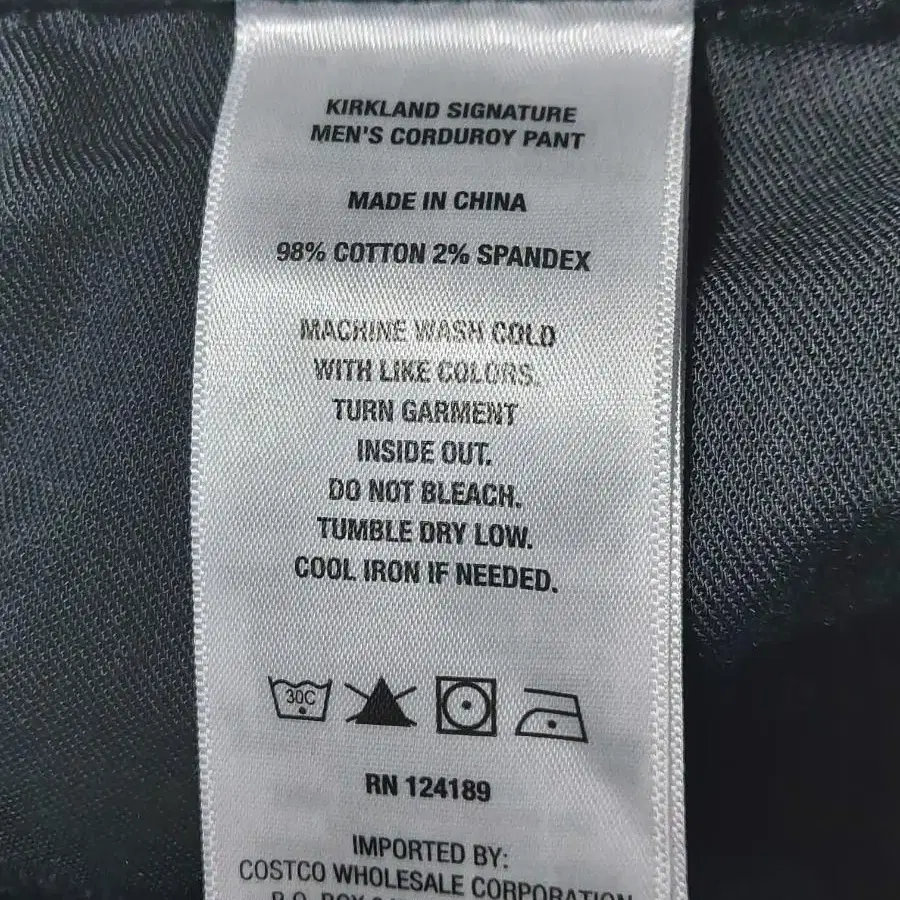 KIRKLAND SIGNATURE
MEN'S CORDUROY PANT
MADE IN CHINA
98% COTTON 2% SPANDEX
MACHINE WASH COLD
WITH LIKE COLORS.
TURN GARMENT
INSIDE OUT.
DO NOT BLEACH.
TUMBLE DRY LOW.
COOL IRON IF NEEDED.
30C
RN 124189
IMPORTED BY:
COSTCO WHOLESALE CORPORATION
P.O. BOX